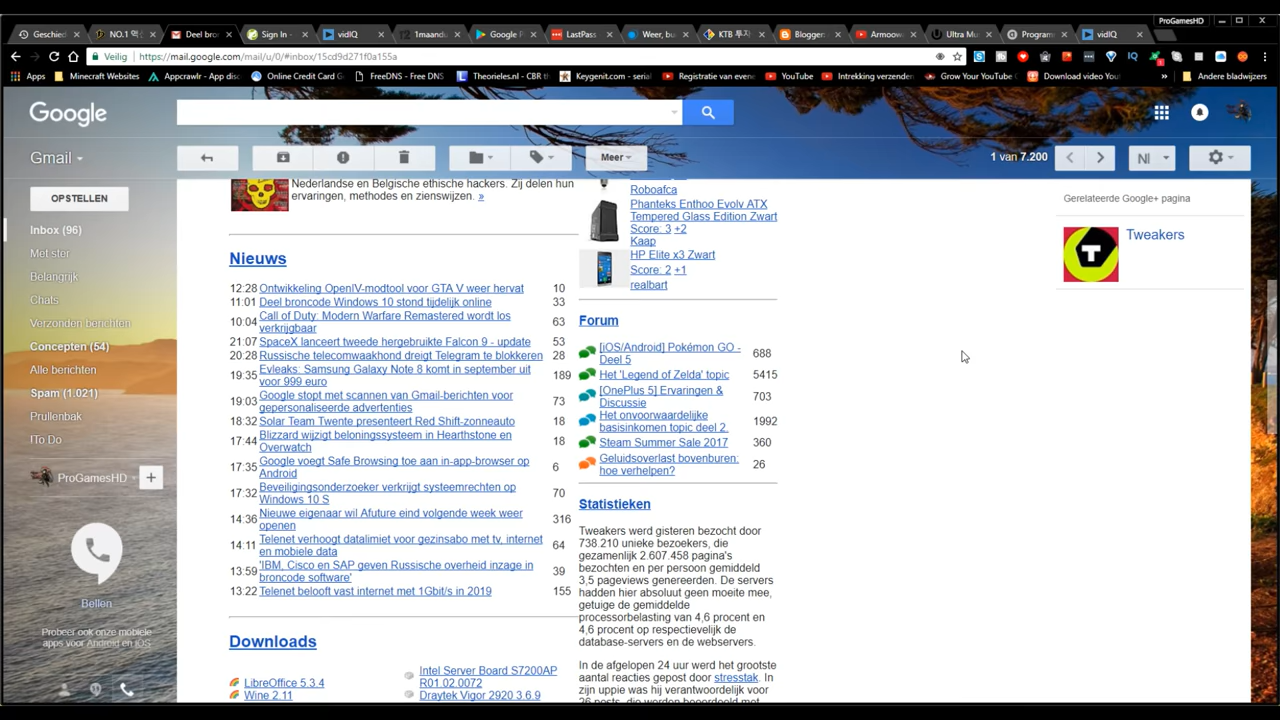 ProGamesHD
Geschied
NO.1 맥
Deel bron
Sign In -
vidIQ
1maandu
Google P
LastPass
Weer, bu
KTB 투자
Blogger:
Armoow
Ultra Mu
Program
vidIQ
Veilig
https://mail.google.com/mail/u/0/#inbox/15cd9d271f0a155a
Apps
Minecraft Websites
Appcrawlr - App disc
Online Credit Card G
FreeDNS - Free DNS
Theorieles.nl - CBR th
Keygenit.com - serial
Registratie van evene
YouTube
Intrekking verzenden
Grow Your YouTube C
Download video You
»
Andere bladwijzers
Google
Gmail
Meer
1 van 7.200
Nl
OPSTELLEN
Inbox (96)
Met ster
Belangrijk
Chats
Verzonden berichten
Concepten (54)
Alle berichten
Spam (1.021)
Prullenbak
ITo Do
ProGamesHD
+
Bellen
Probeer ook onze mobiele
apps voor Android en iOS
Nederlandse en Belgische ethische hackers. Zij delen hun
ervaringen, methodes en zienswijzen. »
Nieuws
12:28 Ontwikkeling OpenIV-modtool voor GTA V weer hervat 10
11:01 Deel broncode Windows 10 stond tijdelijk online 33
10:04 Call of Duty: Modern Warfare Remastered wordt los
verkrijgbaar 63
21:07 SpaceX lanceert tweede hergebruikte Falcon 9 - update 53
20:28 Russische telecomwaakhond dreigt Telegram te blokkeren 28
19:35 Evleaks: Samsung Galaxy Note 8 komt in september uit
voor 999 euro 189
19:03 Google stopt met scannen van Gmail-berichten voor
gepersonaliseerde advertenties 73
18:32 Solar Team Twente presenteert Red Shift-zonneauto 18
17:44 Blizzard wijzigt beloningssysteem in Hearthstone en
Overwatch 18
17:35 Google voegt Safe Browsing toe aan in-app-browser op
Android 6
17:32 Beveiligingsonderzoeker verkrijgt systeemrechten op
Windows 10 S 70
14:36 Nieuwe eigenaar wil Afuture eind volgende week weer
openen 316
14:11 Telenet verhoogt datalimiet voor gezinsabo met tv, internet
en mobiele data 64
13:59 'IBM, Cisco en SAP geven Russische overheid inzage in
broncode software' 39
13:22 Telenet belooft vast internet met 1Gbit/s in 2019 155
Downloads
LibreOffice 5.3.4
Wine 2.11
Intel Server Board S7200AP
R01.02.0072
Draytek Vigor 2920 3.6.9
Roboafca
Phanteks Enthoo Evolv ATX
Tempered Glass Edition Zwart
Score: 3 +2
Kaap
HP Elite x3 Zwart
Score: 2 +1
realbart
Forum
[iOS/Android] Pokémon GO -
Deel 5 688
Het 'Legend of Zelda' topic 5415
[OnePlus 5] Ervaringen &
Discussie 703
Het onvoorwaardelijke
basisinkomen topic deel 2. 1992
Steam Summer Sale 2017 360
Geluidsoverlast bovenburen:
hoe verhelpen? 26
Statistieken
Tweakers werd gisteren bezocht door
738.210 unieke bezoekers, die
gezamenlijk 2.607.458 pagina's
bezochten en per persoon gemiddeld
3,5 pageviews genereerden. De servers
hadden hier absoluut geen moeite mee,
getuige de gemiddelde
processorbelasting van 4,6 procent en
4,6 procent op respectievelijk de
database-servers en de webservers.
In de afgelopen 24 uur werd het grootste
aantal reacties gepost door stresstak. In
zijn uppie was hij verantwoordelijk voor
26 posts, die werden beoordeeld met
Gerelateerde Google+ pagina
T
Tweakers